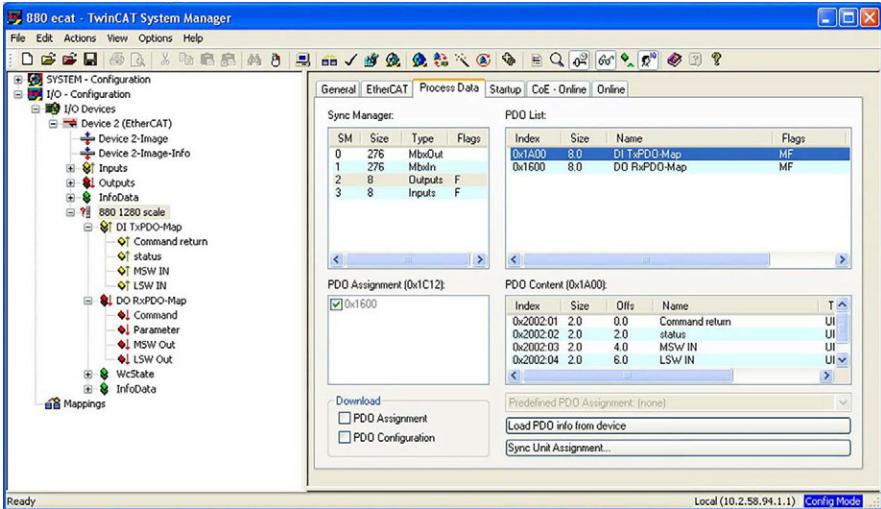 880 ecat - TwinCAT System Manager
File Edit Actions View Options Help
SYSTEM - Configuration
I/O - Configuration
I/O Devices
Device 2 (EtherCAT)
Device 2-Image
Device 2-Image-Info
Inputs
Outputs
InfoData
880 1280 scale
DI TxPDO-Map
Command return
status
MSW IN
LSW IN
DO RxPDO-Map
Command
Parameter
MSW Out
LSW Out
WcState
InfoData
Mappings
General EtherCAT Process Data Startup CoE - Online Online
Sync Manager:
SM Size Type Flags
0 276 MbxOut
1 276 MbxIn
2 8 Outputs F
3 8 Inputs F
PDO List:
Index Size Name Flags
0x1A00 8.0 DI TxPDO-Map MF
0x1600 8.0 DO RxPDO-Map MF
PDO Assignment (0x1C12):
0x1600
PDO Content (0x1A00):
Index Size Offs Name T
0x2002:01 2.0 0.0 Command return UI
0x2002:02 2.0 2.0 status UI
0x2002:03 2.0 4.0 MSW IN UI
0x2002:04 2.0 6.0 LSW IN UI
Download
PDO Assignment
PDO Configuration
Predefined PDO Assignment: (none)
Load PDO info from device
Sync Unit Assignment...
Ready Local (10.2.58.94.1.1) Config Mode